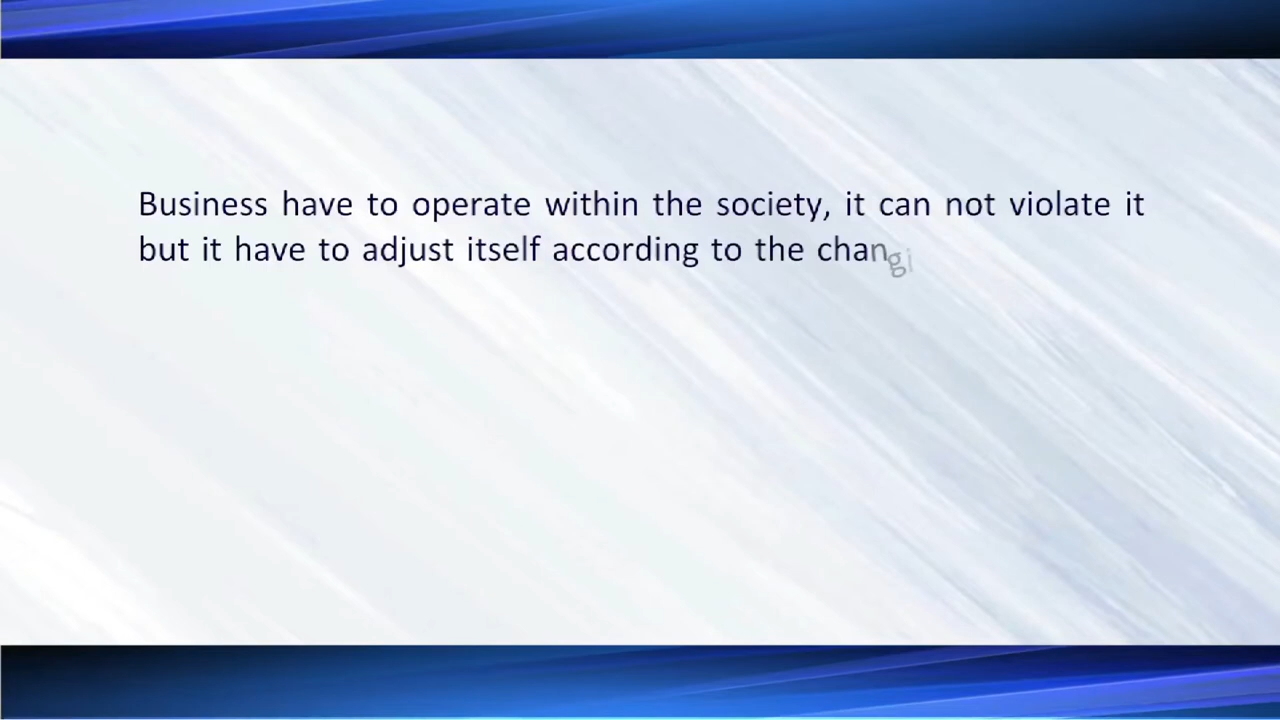 Business have to operate within the society, it can not violate it
but it have to adjust itself according to the changi